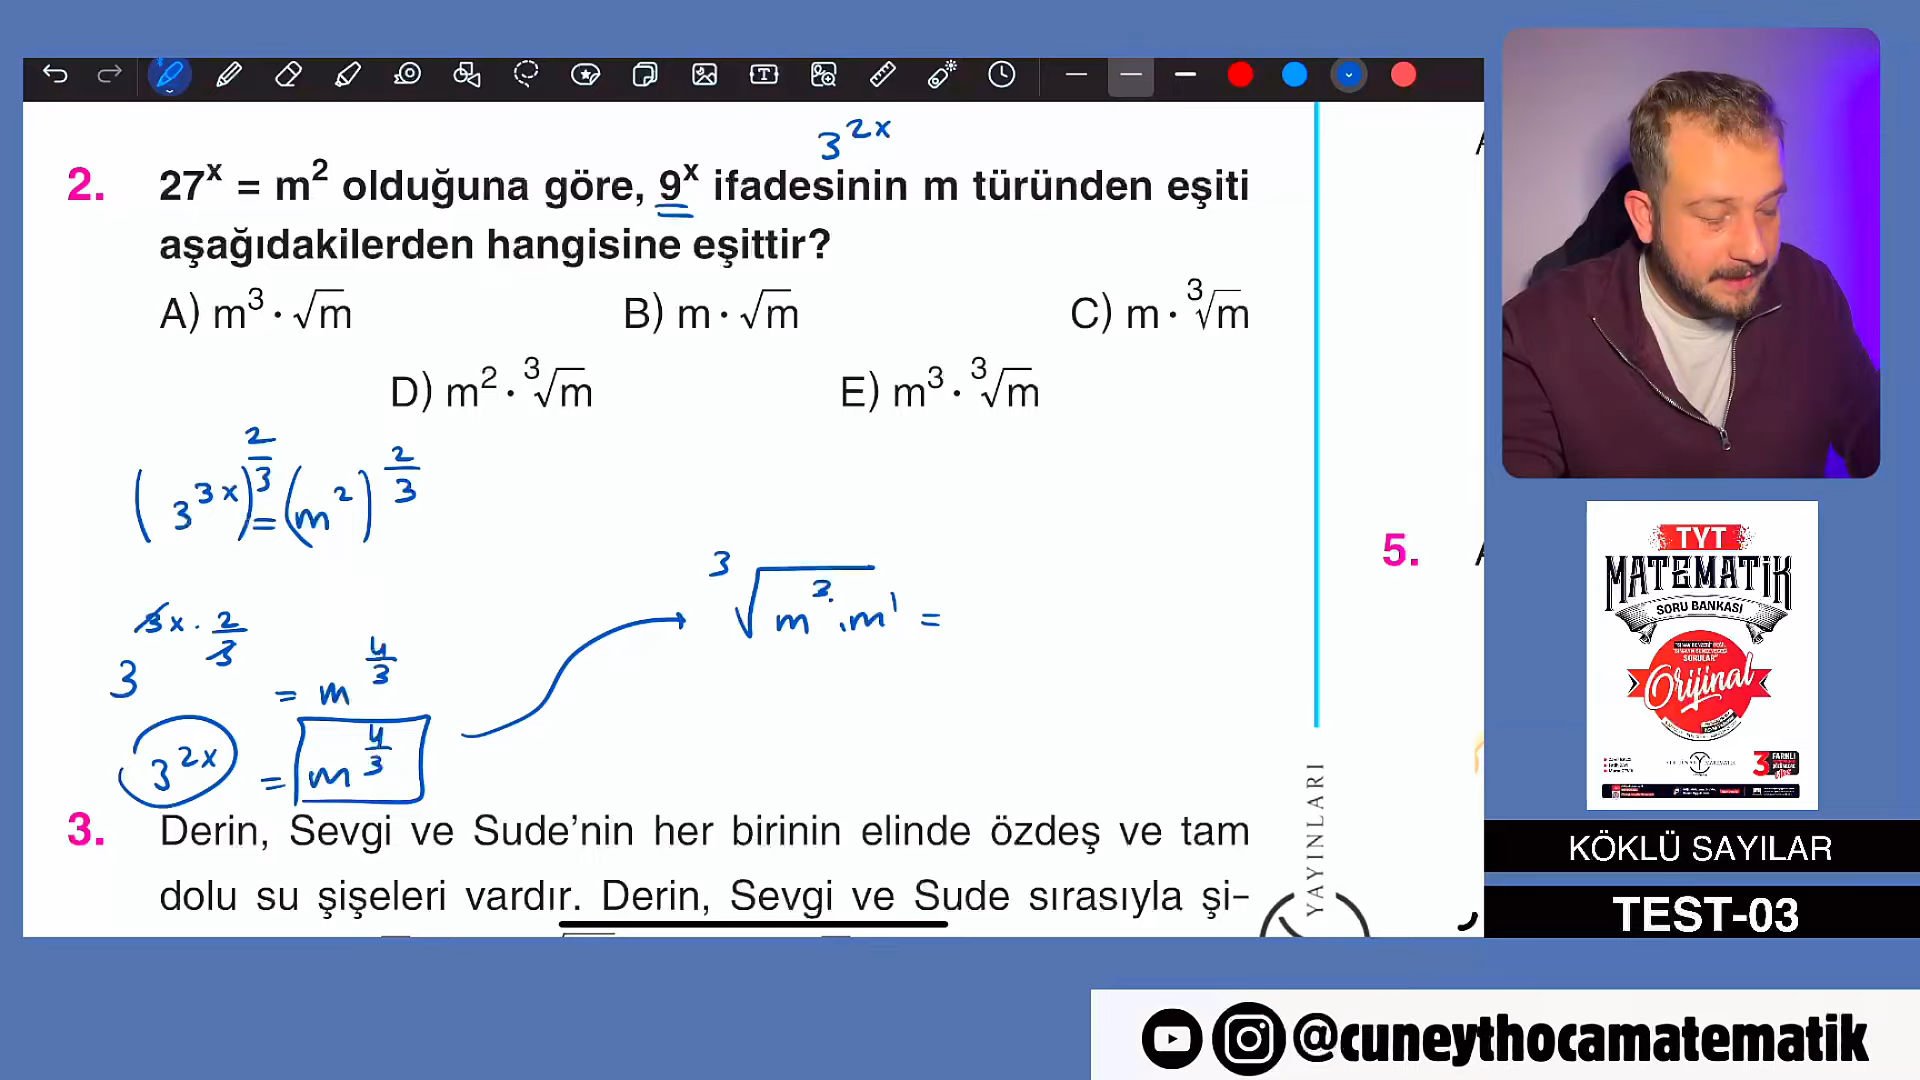 3^2x
2. 27^x = m^2 olduğuna göre, 9^x ifadesinin m türünden eşiti
aşağıdakilerden hangisine eşittir?
A) m^3 · √m
B) m · √m
C) m · ³√m
D) m^2 · ³√m
E) m^3 · ³√m
(3^3x)^2/3 = (m^2)^2/3
3^3x · 2/3 = m^4/3
3^2x = m^4/3
³√m^3 . m^1 =
3. Derin, Sevgi ve Sude’nin her birinin elinde özdeş ve tam
dolu su şişeleri vardır. Derin, Sevgi ve Sude sırasıyla şi-
5.
YAYINLARI
TYT
MATEMATİK
SORU BANKASI
Orijinal
3 FARKLI
KÖKLÜ SAYILAR
TEST-03
@cuneythocamatematik